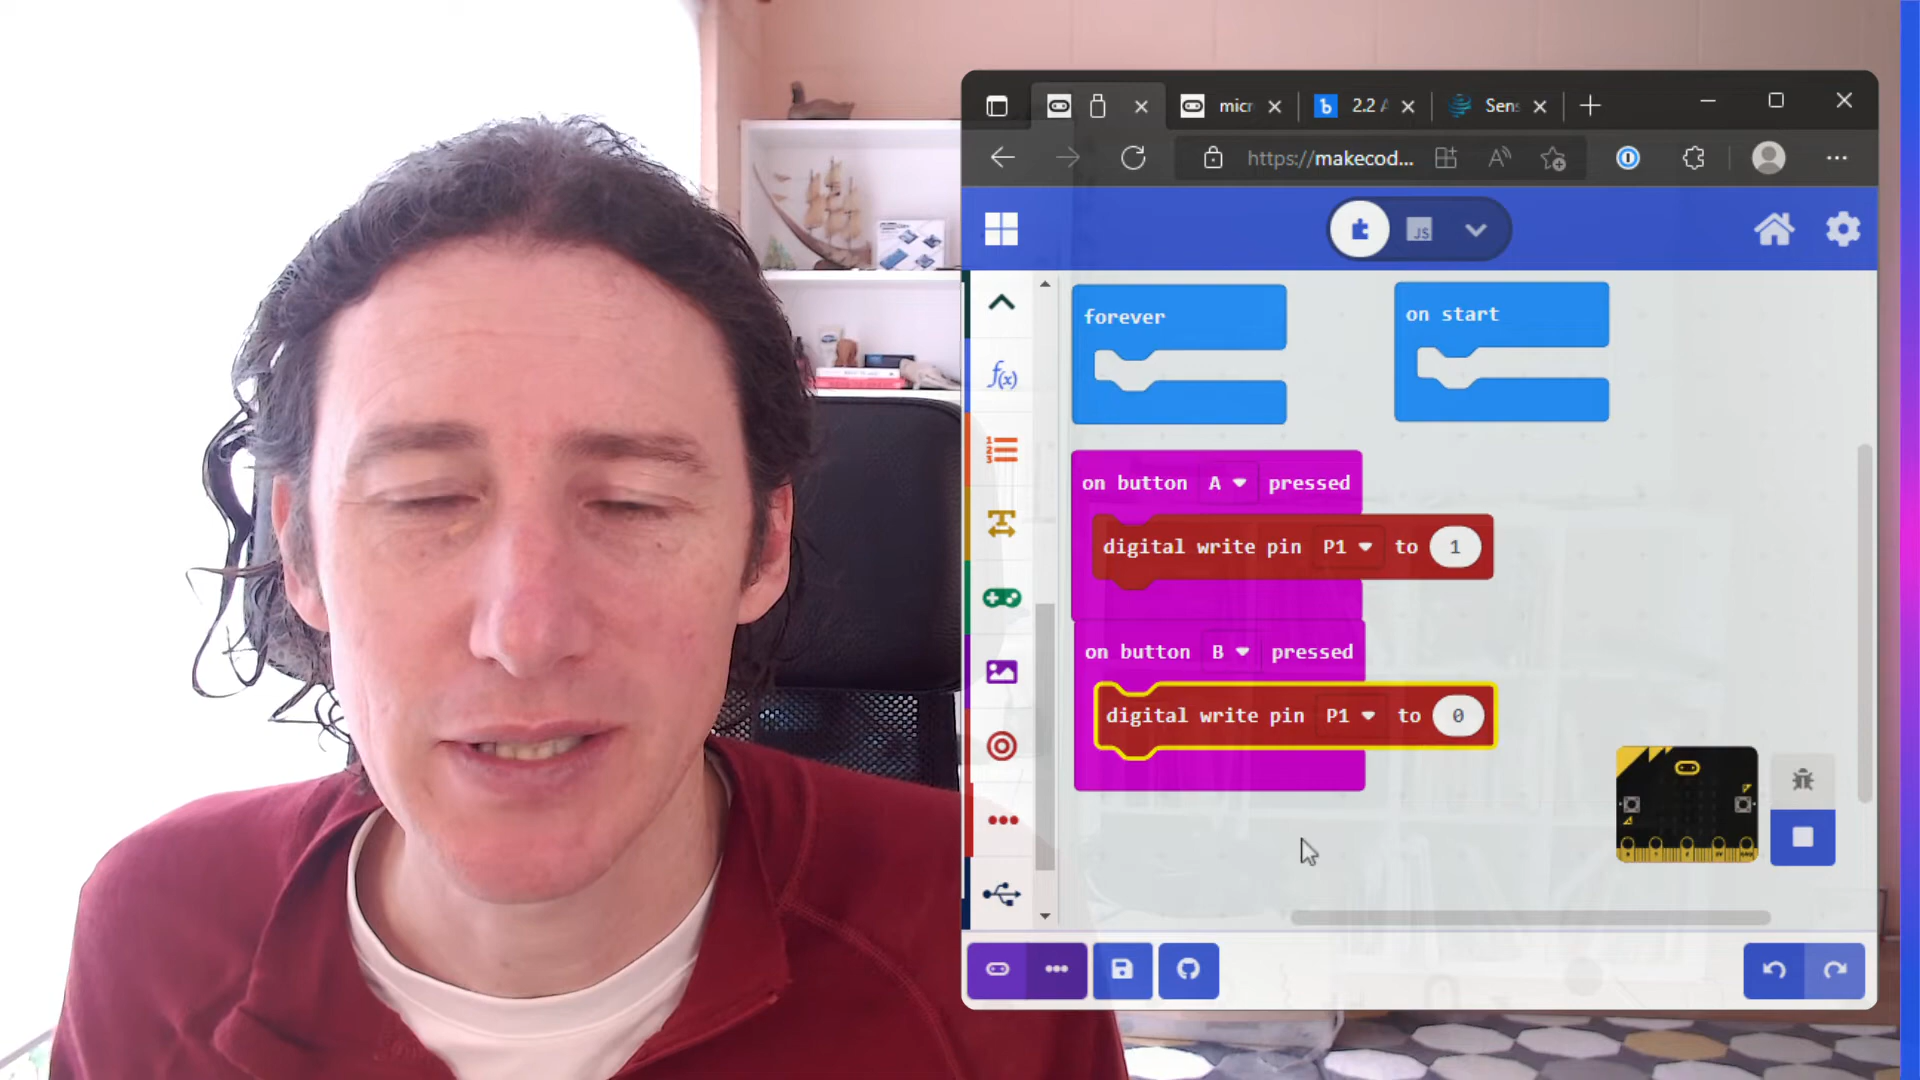 micr
2.2 A
Sens
https://makecod...
JS
forever
on start
f(x)
on button A pressed
digital write pin P1 to 1
on button B pressed
digital write pin P1 to 0